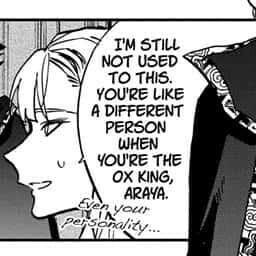 I'M STILL
NOT USED
TO THIS.
YOU'RE LIKE
A DIFFERENT
PERSON
WHEN
YOU'RE THE
OX KING,
ARAYA.
Even your
personality...